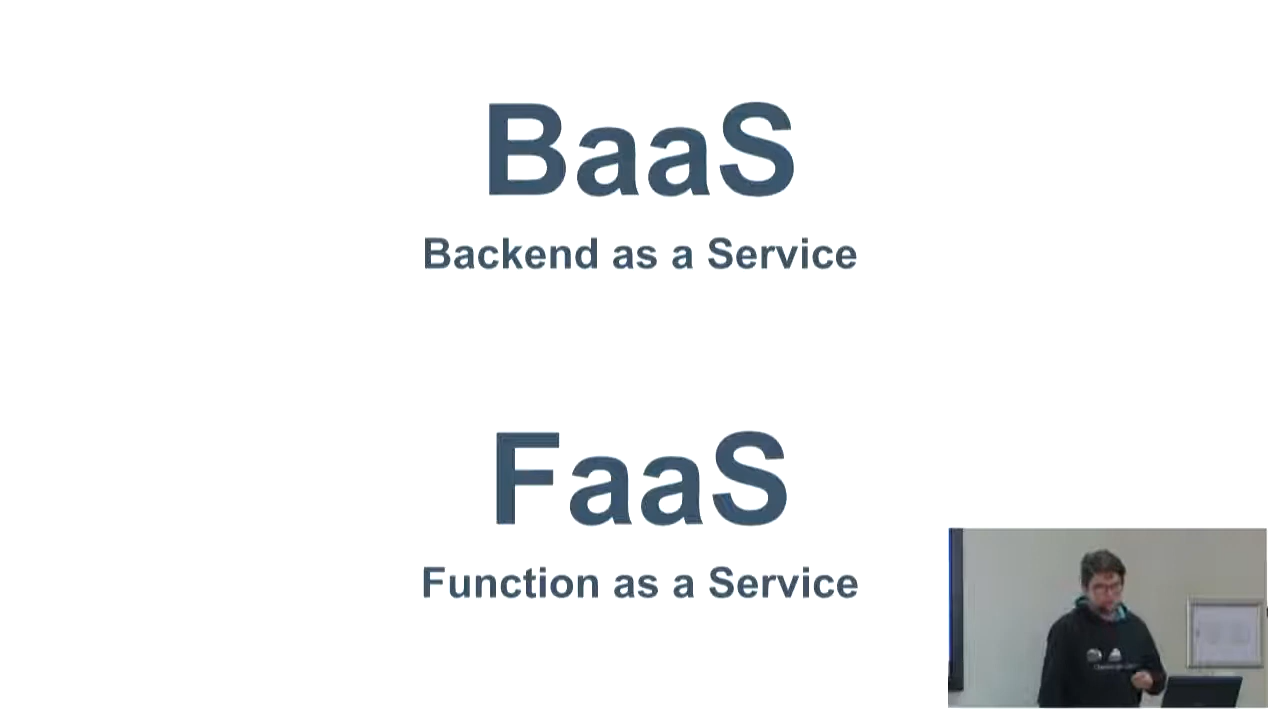 BaaS
Backend as a Service
FaaS
Function as a Service